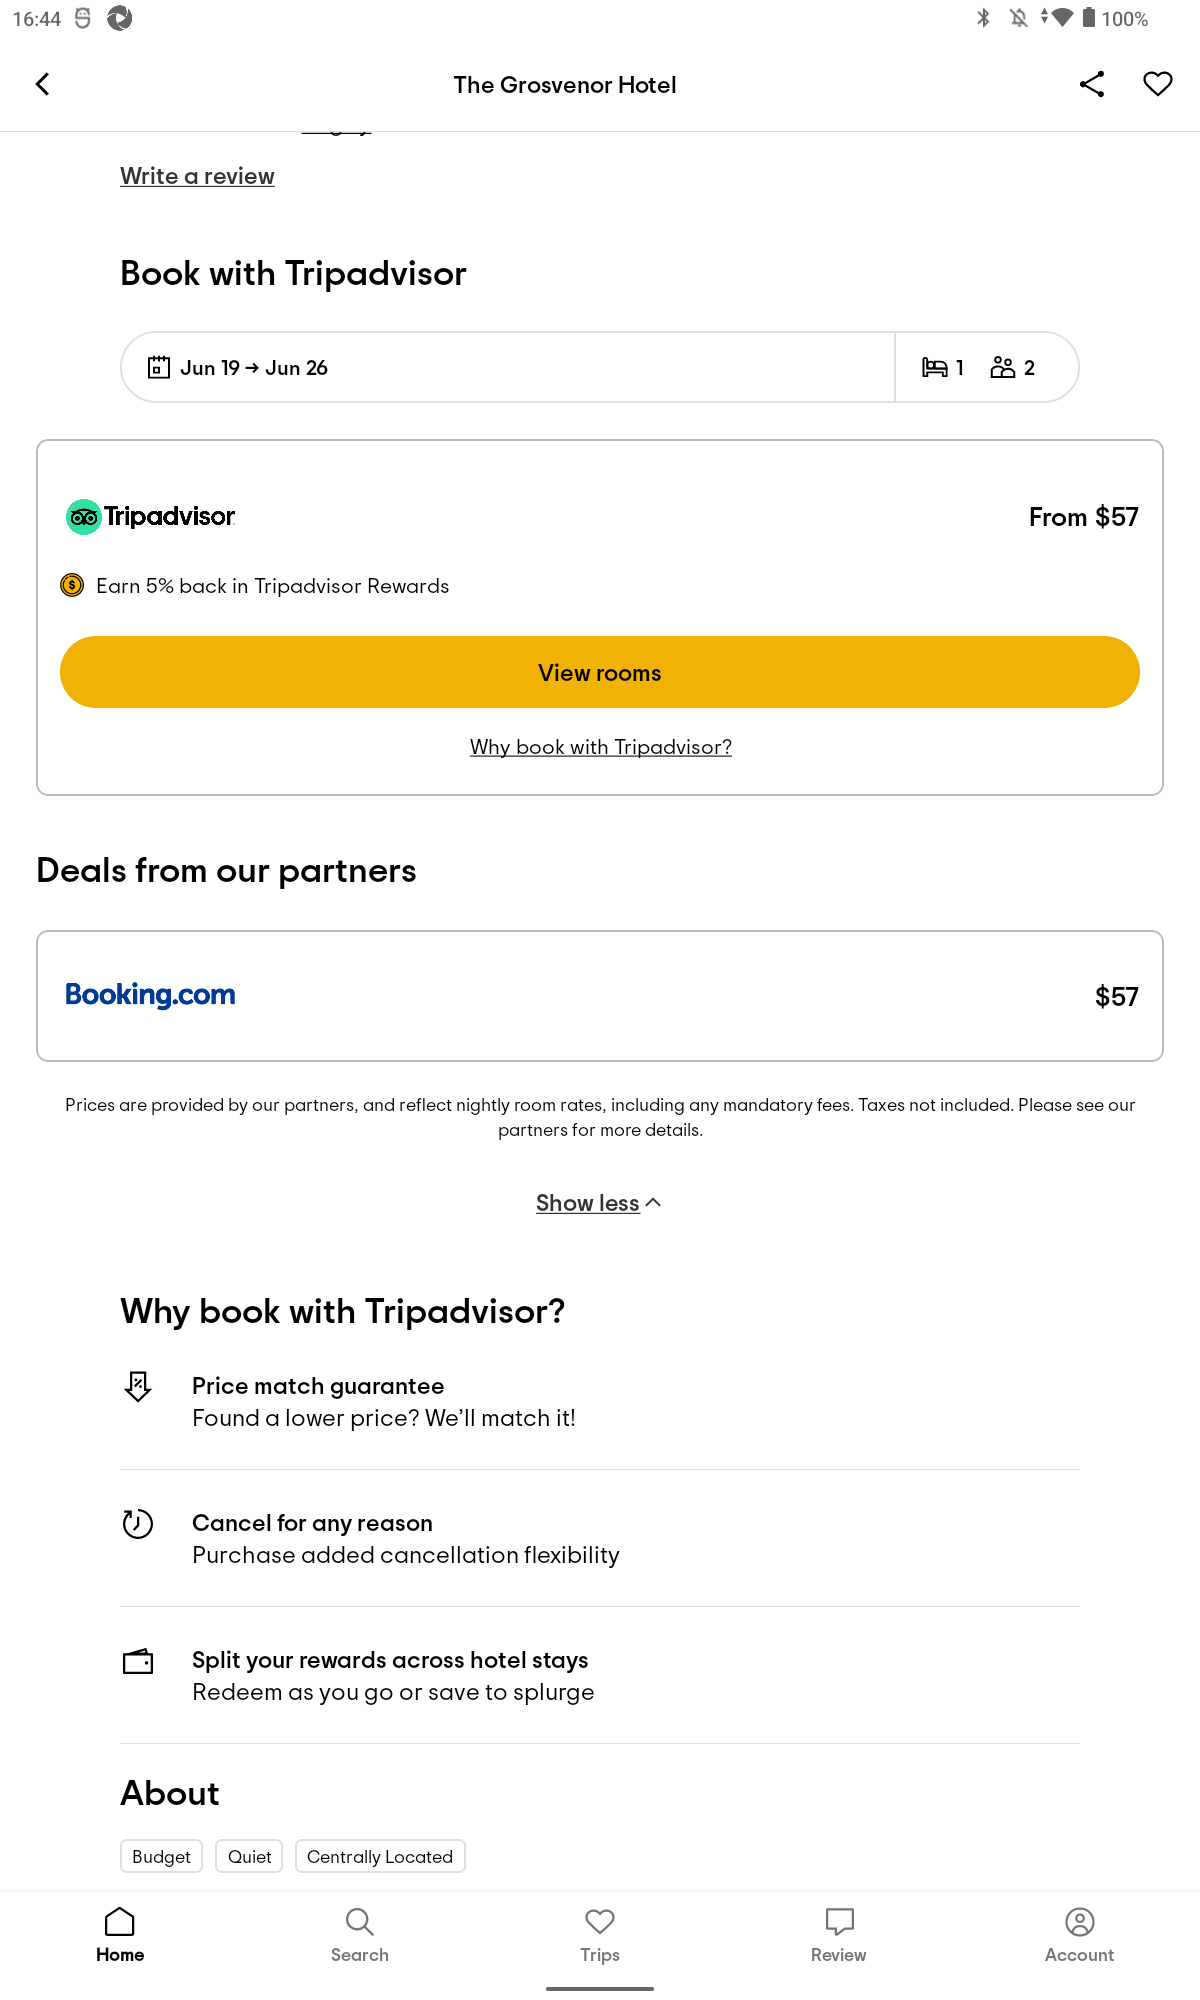 16:44
100%
The Grosvenor Hotel
Write a review
Book with Tripadvisor
Jun 19 → Jun 26
1
2
Tripadvisor
From $57
Earn 5% back in Tripadvisor Rewards
View rooms
Why book with Tripadvisor?
Deals from our partners
Booking.com
$57
Prices are provided by our partners, and reflect nightly room rates, including any mandatory fees. Taxes not included. Please see our
partners for more details.
Show less
Why book with Tripadvisor?
Price match guarantee
Found a lower price? We’ll match it!
Cancel for any reason
Purchase added cancellation flexibility
Split your rewards across hotel stays
Redeem as you go or save to splurge
About
Budget
Quiet
Centrally Located
Home
Search
Trips
Review
Account